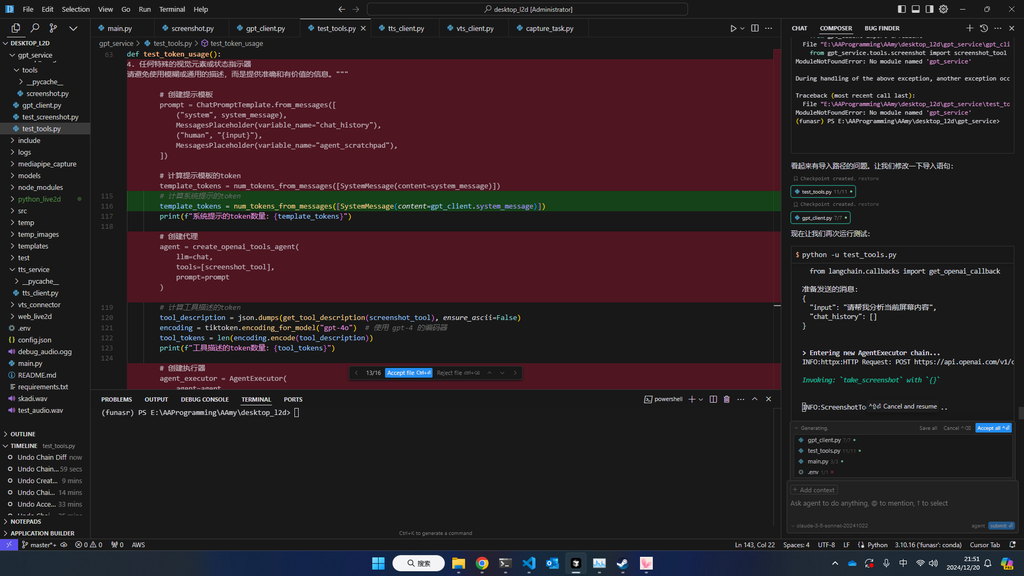 File Edit Selection View Go Run Terminal Help
desktop_l2d [Administrator]
DESKTOP_L2D
gpt_service
tools
__pycache__
screenshot.py
gpt_client.py
test_screenshot.py
test_tools.py
include
logs
mediapipe_capture
models
node_modules
python_live2d
src
temp
temp_images
templates
test
tts_service
__pycache__
tts_client.py
vts_connector
web_live2d
.env
config.json
debug_audio.ogg
main.py
README.md
requirements.txt
skadi.wav
test_audio.wav
OUTLINE
TIMELINE test_tools.py
Undo Chain Diff now
Undo Chain... 59 secs
Undo Creat... 9 mins
Undo Chai... 14 mins
Undo Acce... 33 mins
NOTEPADS
APPLICATION BUILDER
main.py screenshot.py gpt_client.py test_tools.py tts_client.py vts_client.py capture_task.py
gpt_service > test_tools.py > test_token_usage
63 def test_token_usage():
4. 任何特殊的视觉元素或状态指示器
请避免使用模糊或通用的描述，而是提供准确和有价值的信息。"""
# 创建提示模板
prompt = ChatPromptTemplate.from_messages([
("system", system_message),
MessagesPlaceholder(variable_name="chat_history"),
("human", "{input}"),
MessagesPlaceholder(variable_name="agent_scratchpad"),
])
# 计算提示模板的token
template_tokens = num_tokens_from_messages([SystemMessage(content=system_message)])
115 # 计算系统提示的token
116 template_tokens = num_tokens_from_messages([SystemMessage(content=gpt_client.system_message)])
117 print(f"系统提示的token数量: {template_tokens}")
118
# 创建代理
agent = create_openai_tools_agent(
llm=chat,
tools=[screenshot_tool],
prompt=prompt
)
119 # 计算工具描述的token
120 tool_description = json.dumps(get_tool_description(screenshot_tool), ensure_ascii=False)
121 encoding = tiktoken.encoding_for_model("gpt-4o") # 使用 gpt-4 的编码器
122 tool_tokens = len(encoding.encode(tool_description))
123 print(f"工具描述的token数量: {tool_tokens}")
124
# 创建执行器
agent_executor = AgentExecutor(
13/16 Accept file Ctrl+⏎ Reject file
PROBLEMS OUTPUT DEBUG CONSOLE TERMINAL PORTS
powershell
(funasr) PS E:\AAProgramming\AAmy\desktop_l2d>
Ctrl+K to generate a command
CHAT COMPOSER BUG FINDER
File "E:\AAProgramming\AAmy\desktop_l2d\gpt_service\gpt_cli
from gpt_service.tools.screenshot import screenshot
ModuleNotFoundError: No module named 'gpt_service'
During handling of the above exception, another exception occ
Traceback (most recent call last):
File "E:\AAProgramming\AAmy\desktop_l2d\gpt_service\test_to
ModuleNotFoundError: No module named 'gpt_service'
(funasr) PS E:\AAProgramming\AAmy\desktop_l2d\gpt_service>
看起来有导入路径的问题，让我们修改一下导入语句:
Checkpoint created. restore
test_tools.py 11/11
Checkpoint created. restore
gpt_client.py 7/7
现在让我们再次运行测试:
$ python -u test_tools.py
from langchain.callbacks import get_openai_callback
准备发送的消息:
{
"input": "请帮我分析当前屏幕内容",
"chat_history": []
}
> Entering new AgentExecutor chain...
INFO:httpx:HTTP Request: POST https://api.openai.com/v1/c
Invoking: `take_screenshot` with `{}`
INFO:ScreenshotTo Cancel and resume ..
Generating. Save all Cancel Accept all
gpt_client.py 7/7
test_tools.py 11/11
main.py
.env
+ Add context
Ask agent to do anything, @ to mention, ↑ to select
claude-3-5-sonnet-20241022 agent submit
master*+ 0 0 0 AWS
Ln 143, Col 22 Spaces: 4 UTF-8 LF Python 3.10.16 ('funasr': conda) Cursor Tab
搜索
中
21:51
2024/12/20